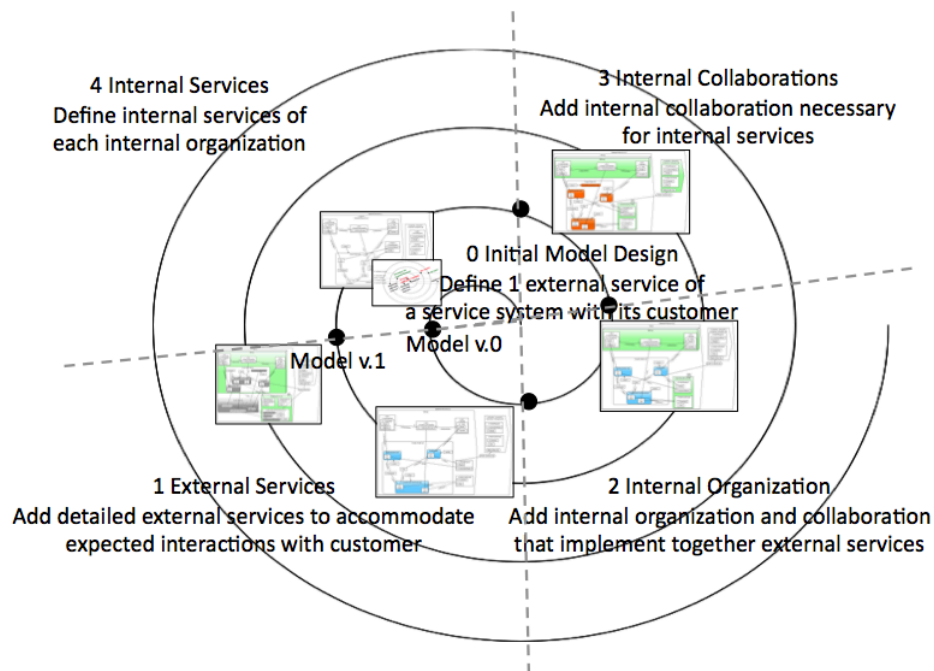 4 Internal Services
Define internal services of
each internal organization
3 Internal Collaborations
Add internal collaboration necessary
for internal services
0 Initial Model Design
Define 1 external service of
a service system with its customer
Model v.0
Model v.1
1 External Services
Add detailed external services to accommodate
expected interactions with customer
2 Internal Organization
Add internal organization and collaboration
that implement together external services